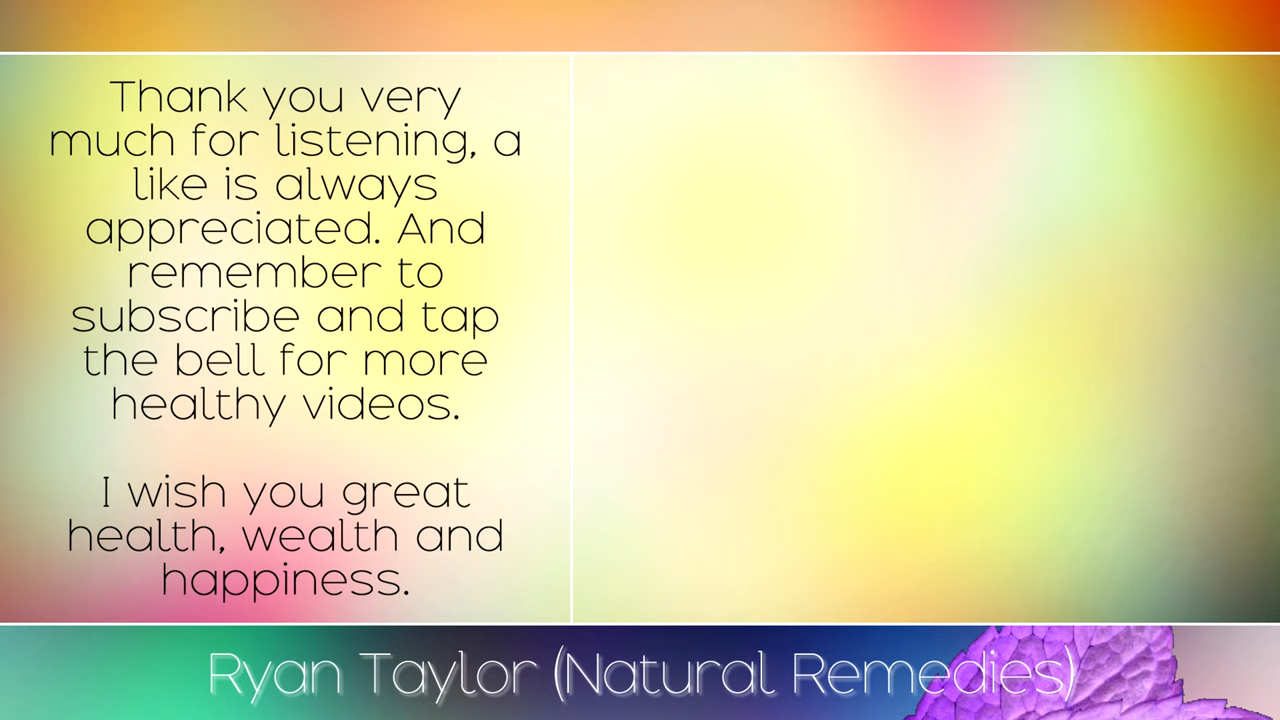 Thank you very
much for listening, a
like is always
appreciated. And
remember to
subscribe and tap
the bell for more
healthy videos.
I wish you great
health, wealth and
happiness.
Ryan Taylor (Natural Remedies)